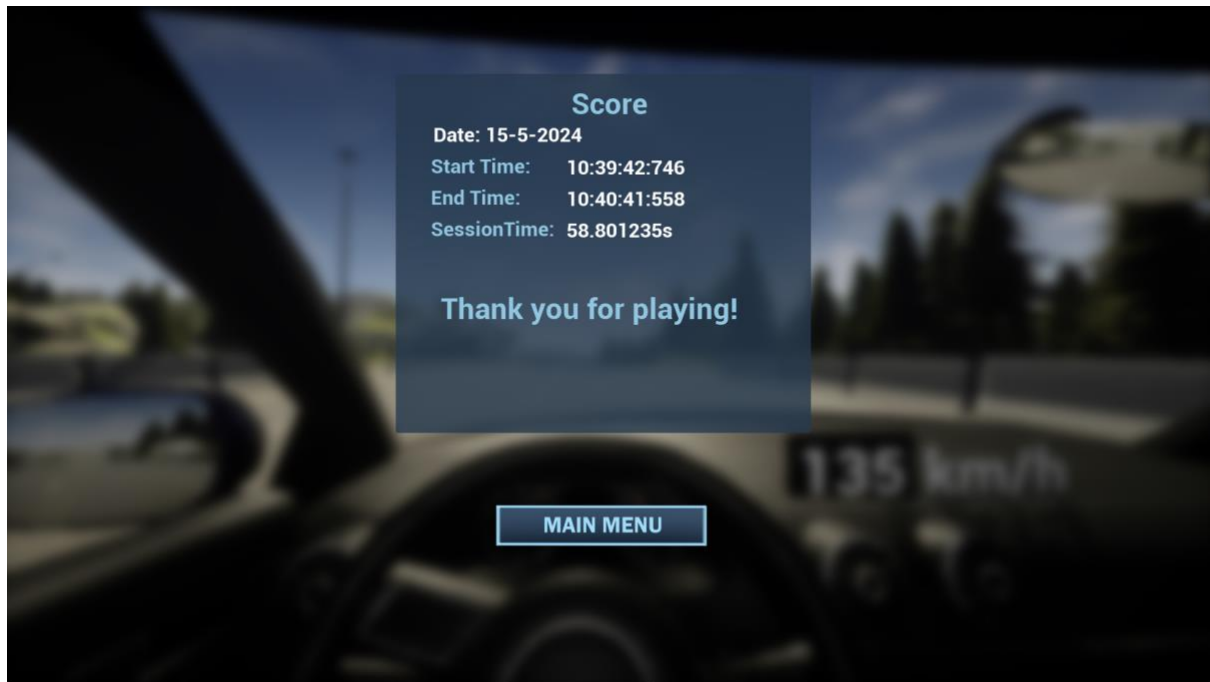 Score
Date: 15-5-2024
Start Time: 10:39:42:746
End Time: 10:40:41:558
SessionTime: 58.801235s
Thank you for playing!
135 km/h
MAIN MENU